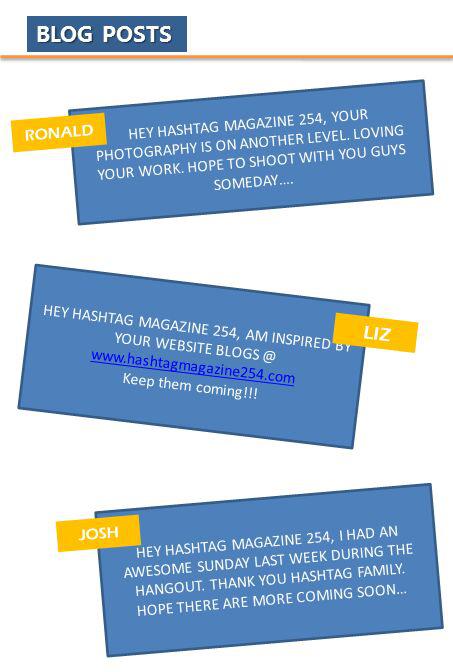 BLOG POSTS
RONALD
HEY HASHTAG MAGAZINE 254, YOUR
PHOTOGRAPHY IS ON ANOTHER LEVEL. LOVING
YOUR WORK. HOPE TO SHOOT WITH YOU GUYS
SOMEDAY....
LIZ
HEY HASHTAG MAGAZINE 254, AM INSPIRED BY
YOUR WEBSITE BLOGS @
www.hashtagmagazine254.com
Keep them coming!!!
JOSH
HEY HASHTAG MAGAZINE 254, I HAD AN
AWESOME SUNDAY LAST WEEK DURING THE
HANGOUT. THANK YOU HASHTAG FAMILY.
HOPE THERE ARE MORE COMING SOON...